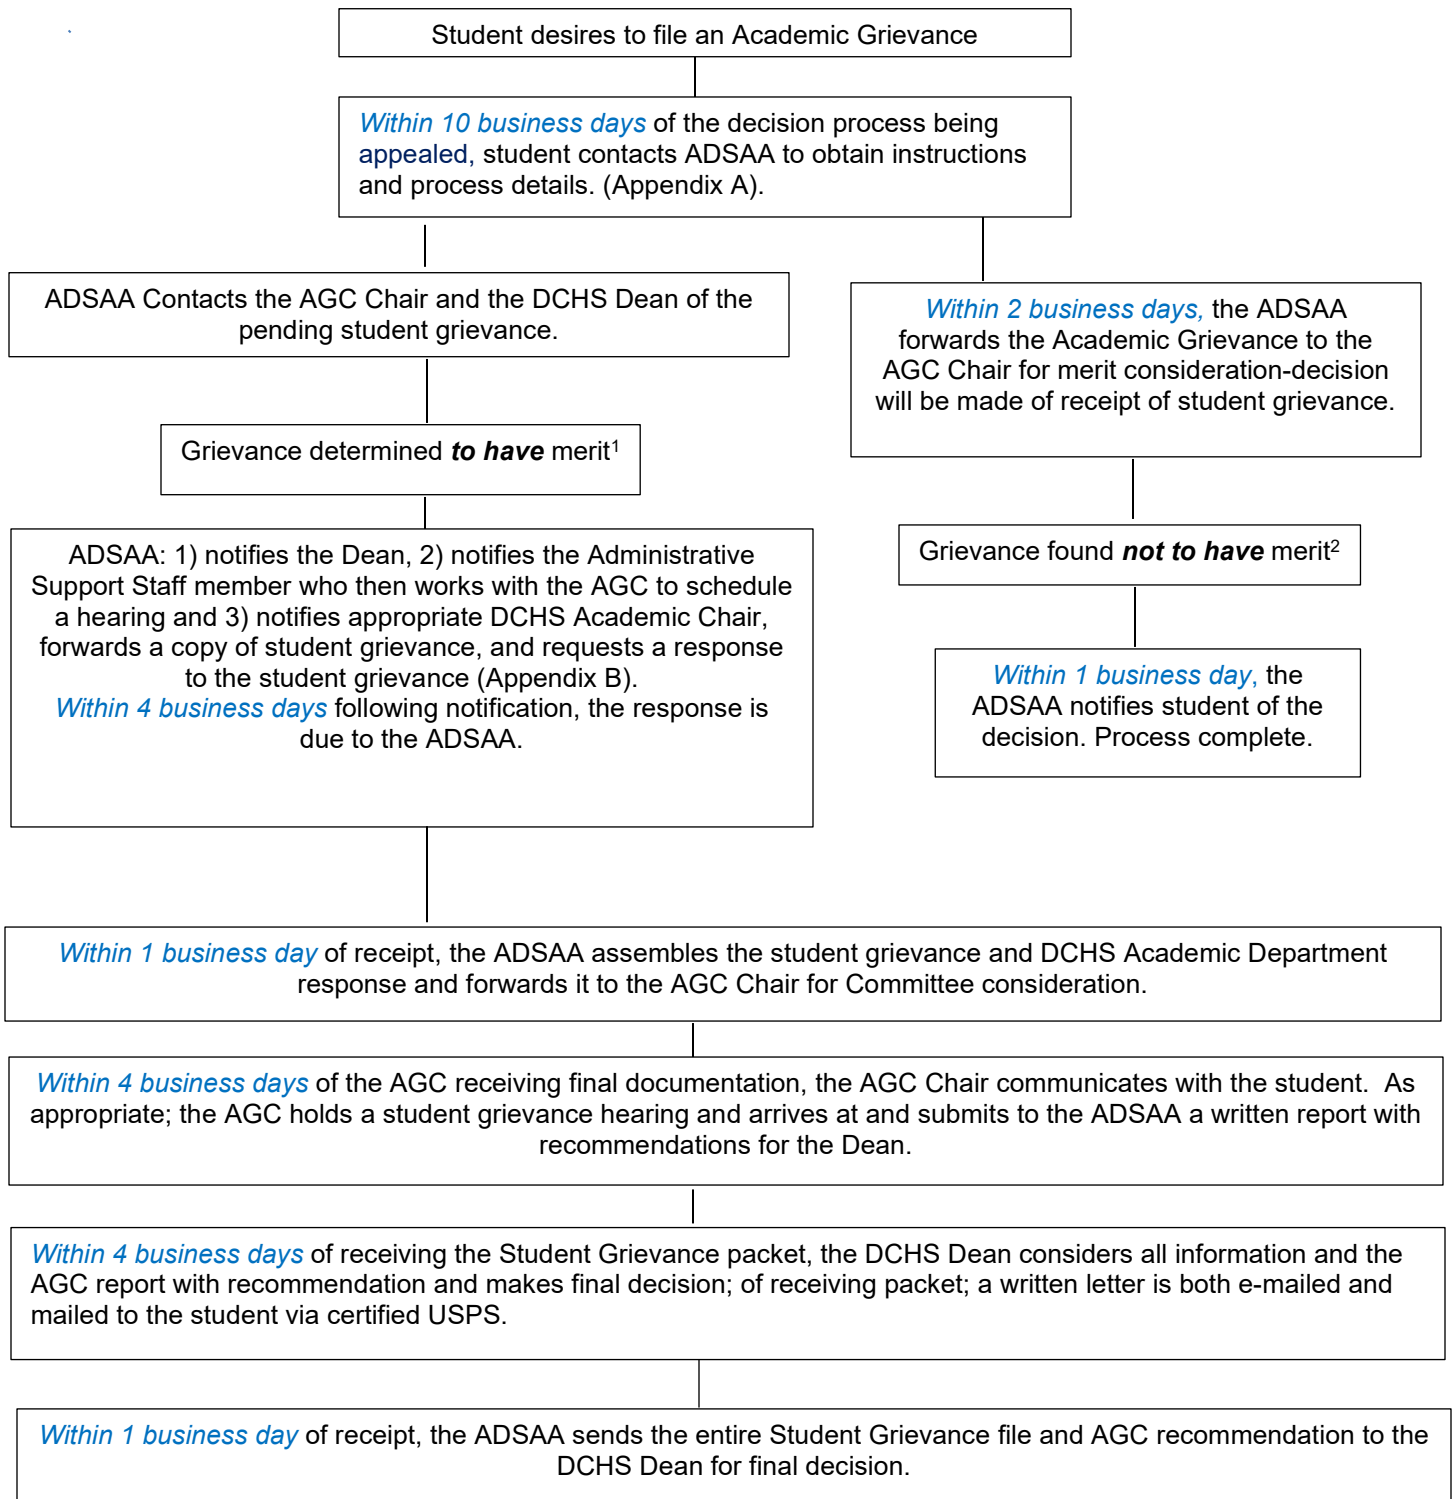 Student desires to file an Academic Grievance
Within 10 business days of the decision process being
appealed, student contacts ADSAA to obtain instructions
and process details. (Appendix A).
ADSAA Contacts the AGC Chair and the DCHS Dean of the
pending student grievance.
Within 2 business days, the ADSAA
forwards the Academic Grievance to the
AGC Chair for merit consideration-decision
will be made of receipt of student grievance.
Grievance determined to have merit¹
Grievance found not to have merit²
ADSAA: 1) notifies the Dean, 2) notifies the Administrative
Support Staff member who then works with the AGC to schedule
a hearing and 3) notifies appropriate DCHS Academic Chair,
forwards a copy of student grievance, and requests a response
to the student grievance (Appendix B).
Within 4 business days following notification, the response is
due to the ADSAA.
Within 1 business day, the
ADSAA notifies student of the
decision. Process complete.
Within 1 business day of receipt, the ADSAA assembles the student grievance and DCHS Academic Department
response and forwards it to the AGC Chair for Committee consideration.
Within 4 business days of the AGC receiving final documentation, the AGC Chair communicates with the student.  As
appropriate; the AGC holds a student grievance hearing and arrives at and submits to the ADSAA a written report with
recommendations for the Dean.
Within 4 business days of receiving the Student Grievance packet, the DCHS Dean considers all information and the
AGC report with recommendation and makes final decision; of receiving packet; a written letter is both e-mailed and
mailed to the student via certified USPS.
Within 1 business day of receipt, the ADSAA sends the entire Student Grievance file and AGC recommendation to the
DCHS Dean for final decision.